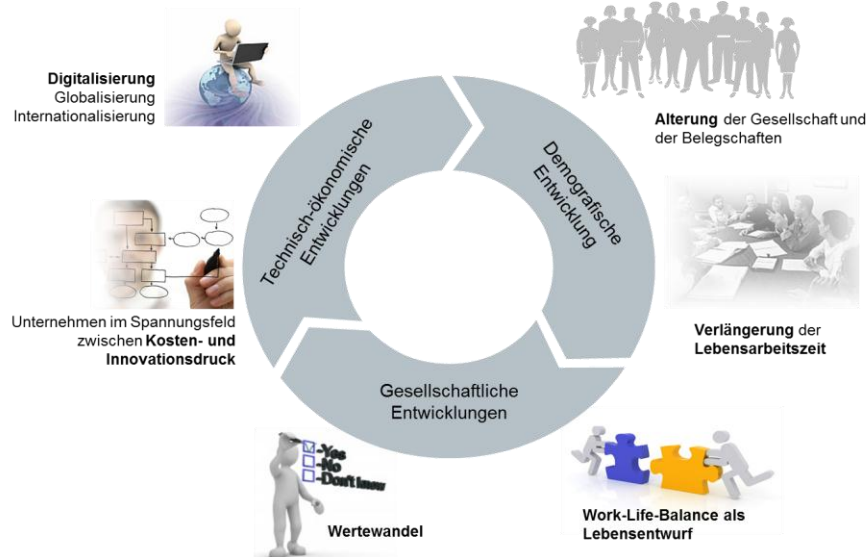 Digitalisierung
Globalisierung
Internationalisierung
Alterung der Gesellschaft und
der Belegschaften
Technisch-ökonomische
Entwicklungen
Demografische
Entwicklung
Unternehmen im Spannungsfeld
zwischen Kosten- und
Innovationsdruck
Verlängerung der
Lebensarbeitszeit
Gesellschaftliche
Entwicklungen
-Yes
-No
-Don't know
Wertewandel
Work-Life-Balance als
Lebensentwurf